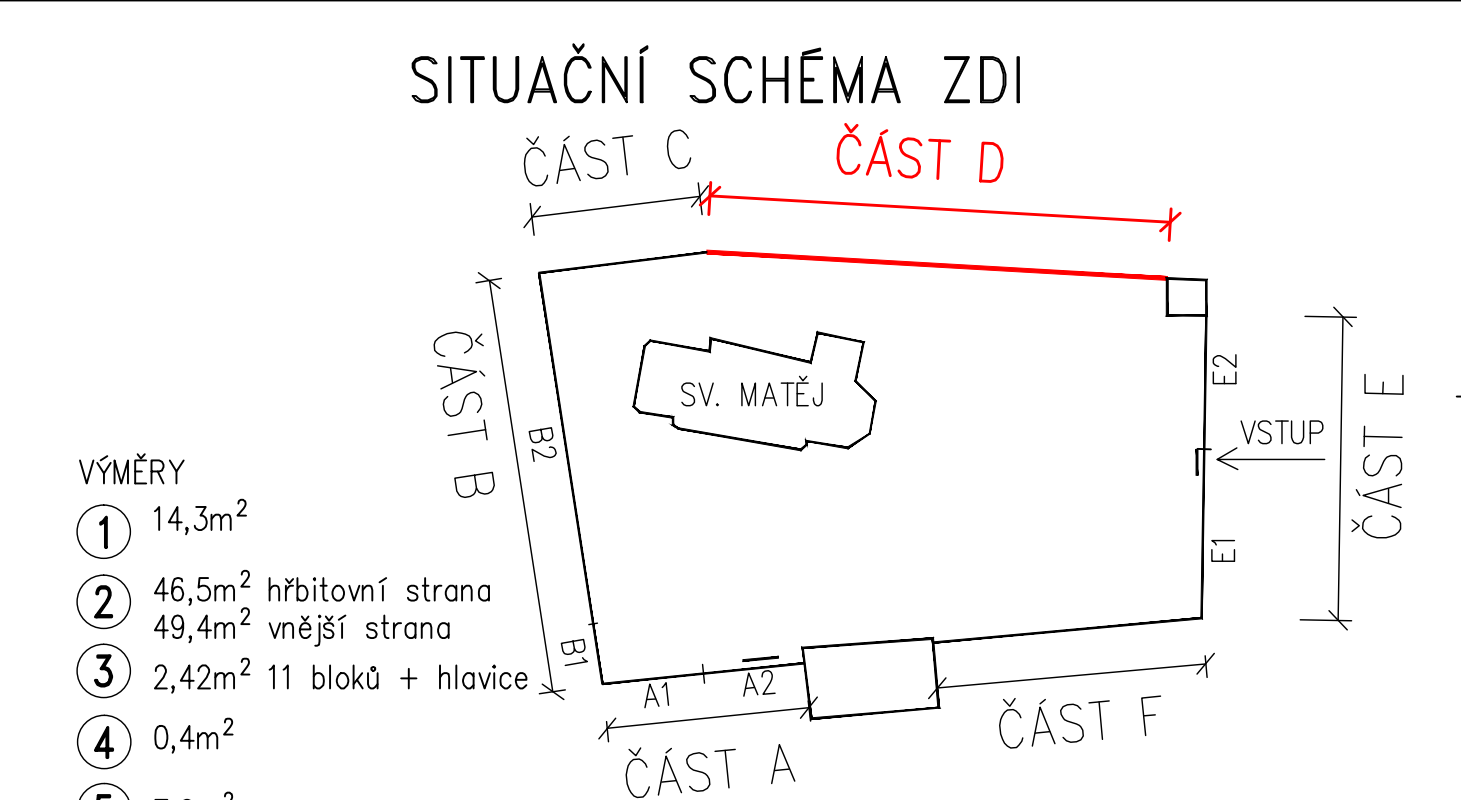 SITUAČNÍ SCHÉMA ZDI
ČÁST C
ČÁST D
ČÁST B
B2
B1
SV. MATĚJ
E2
VSTUP
E1
ČÁST E
A1
A2
ČÁST A
ČÁST F
VÝMĚRY
1 14,3m²
2 46,5m² hřbitovní strana
49,4m² vnější strana
3 2,42m² 11 bloků + hlavice
4 0,4m²